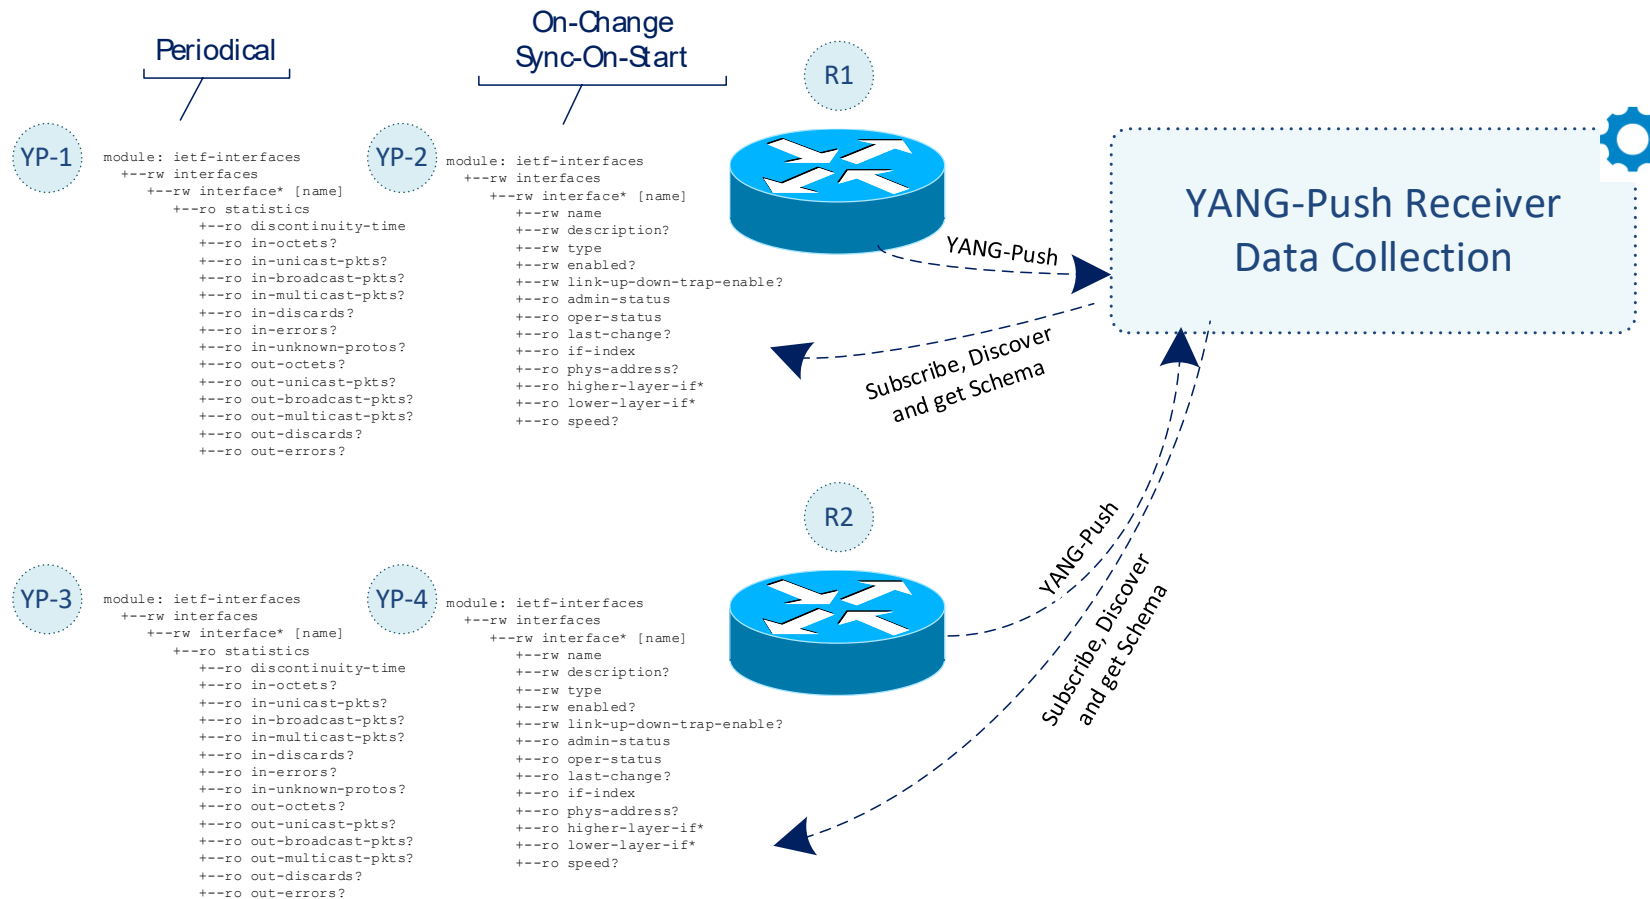 Periodical
On-Change
Sync-On-Start
YP-1
module: ietf-interfaces
+--rw interfaces
+--rw interface* [name]
+--ro statistics
+--ro discontinuity-time
+--ro in-octets?
+--ro in-unicast-pkts?
+--ro in-broadcast-pkts?
+--ro in-multicast-pkts?
+--ro in-discards?
+--ro in-errors?
+--ro in-unknown-protos?
+--ro out-octets?
+--ro out-unicast-pkts?
+--ro out-broadcast-pkts?
+--ro out-multicast-pkts?
+--ro out-discards?
+--ro out-errors?
YP-2
module: ietf-interfaces
+--rw interfaces
+--rw interface* [name]
+--rw name
+--rw description?
+--rw type
+--rw enabled?
+--rw link-up-down-trap-enable?
+--ro admin-status
+--ro oper-status
+--ro last-change?
+--ro if-index
+--ro phys-address?
+--ro higher-layer-if*
+--ro lower-layer-if*
+--ro speed?
R1
YANG-Push
Subscribe, Discover
and get Schema
YANG-Push Receiver
Data Collection
YP-3
module: ietf-interfaces
+--rw interfaces
+--rw interface* [name]
+--ro statistics
+--ro discontinuity-time
+--ro in-octets?
+--ro in-unicast-pkts?
+--ro in-broadcast-pkts?
+--ro in-multicast-pkts?
+--ro in-discards?
+--ro in-errors?
+--ro in-unknown-protos?
+--ro out-octets?
+--ro out-unicast-pkts?
+--ro out-broadcast-pkts?
+--ro out-multicast-pkts?
+--ro out-discards?
+--ro out-errors?
YP-4
module: ietf-interfaces
+--rw interfaces
+--rw interface* [name]
+--rw name
+--rw description?
+--rw type
+--rw enabled?
+--rw link-up-down-trap-enable?
+--ro admin-status
+--ro oper-status
+--ro last-change?
+--ro if-index
+--ro phys-address?
+--ro higher-layer-if*
+--ro lower-layer-if*
+--ro speed?
R2
YANG-Push
Subscribe, Discover
and get Schema